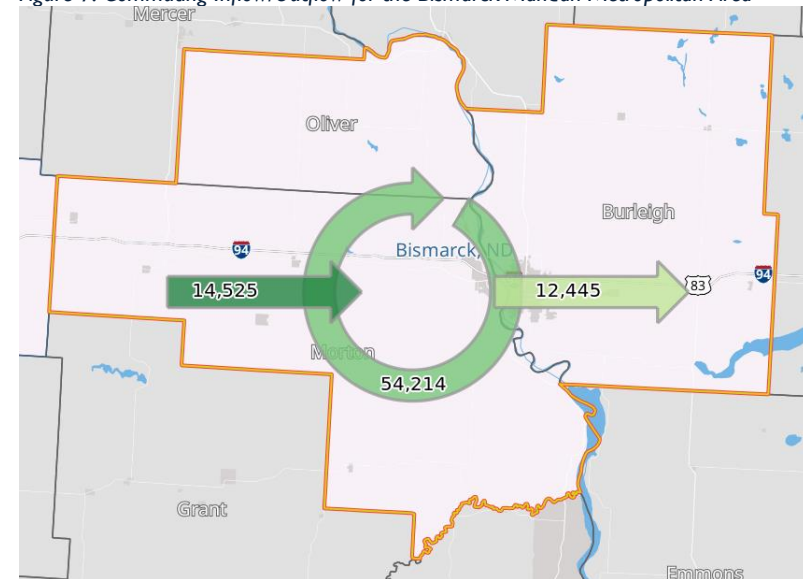 Figure 1: Commuting Inflow/Outflow for the Bismarck-Mandan Metropolitan Area
Mercer
Oliver
Burleigh
94
Bismarck, ND
94
83
14,525
12,445
Morton
54,214
Grant
Emmons